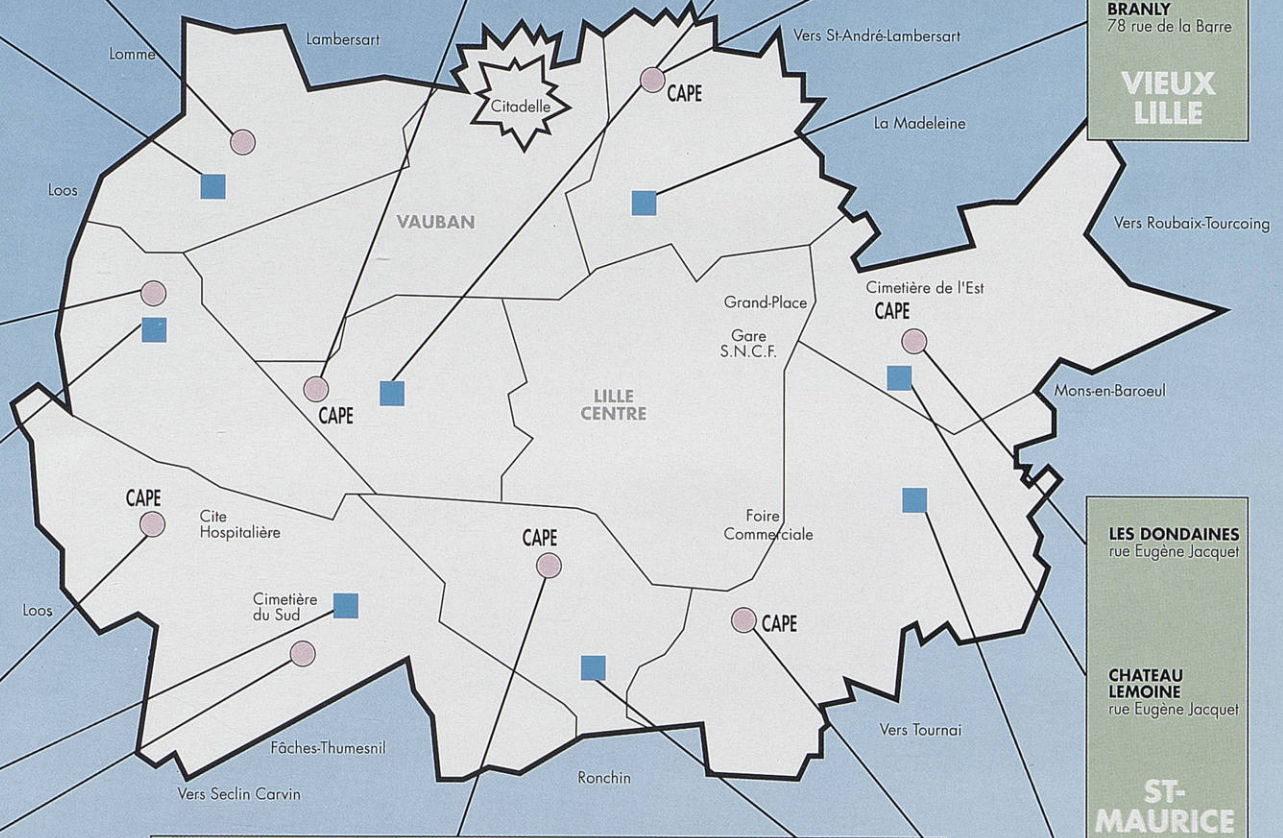 BRANLY
78 rue de la Barre
VIEUX
LILLE
Lomme
Lambersart
Vers St-André-Lambersart
Citadelle
CAPE
La Madeleine
Loos
VAUBAN
Vers Roubaix-Tourcoing
Cimetière de l'Est
CAPE
Grand-Place
Gare
S.N.C.F.
LILLE
CENTRE
CAPE
Mons-en-Baroeul
CAPE
Cite
Hospitalière
Foire
Commerciale
CAPE
LES DONDAINES
rue Eugène Jacquet
Loos
Cimetière
du Sud
CAPE
CHATEAU
LEMOINE
rue Eugène Jacquet
Fâches-Thumesnil
Vers Tournai
Ronchin
Vers Seclin Carvin
ST-
MAURICE